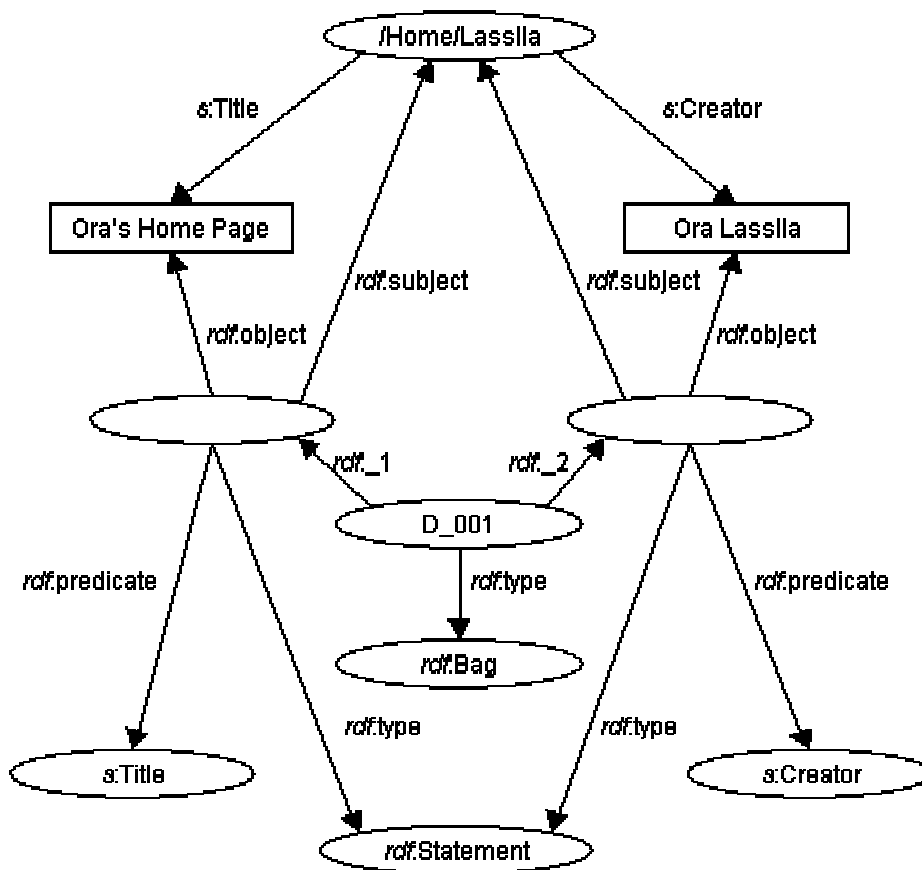 /Home/Lassila
s:Title
s:Creator
Ora's Home Page
Ora Lassila
rdf:subject
rdf:subject
rdf:object
rdf:object
rdf:_1
rdf:_2
D_001
rdf:predicate
rdf:type
rdf:predicate
rdf:Bag
rdf:type
rdf:type
s:Title
s:Creator
rdf:Statement